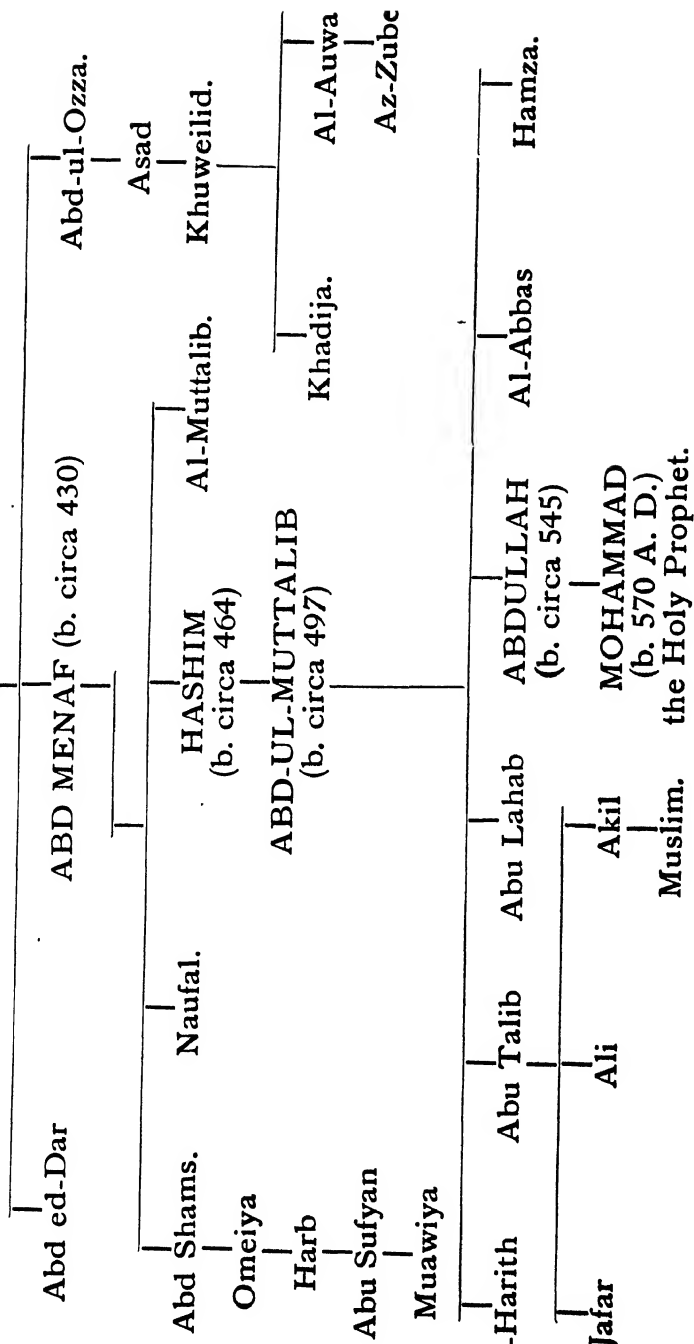 Abd ed-Dar
ABD MENAF (b. circa 430)
Abd-ul-Ozza.
Asad
Khuweilid.
Abd Shams.
Naufal.
HASHIM
(b. circa 464)
Al-Muttalib.
Omeiya
Harb
Abu Sufyan
Muawiya
ABD-UL-MUTTALIB
(b. circa 497)
Khadija.
Al-Auwa
Az-Zube
-Harith
Abu Talib
Abu Lahab
ABDULLAH
(b. circa 545)
Al-Abbas
Hamza.
Jafar
Ali
Akil
Muslim.
MOHAMMAD
(b. 570 A. D.)
the Holy Prophet.